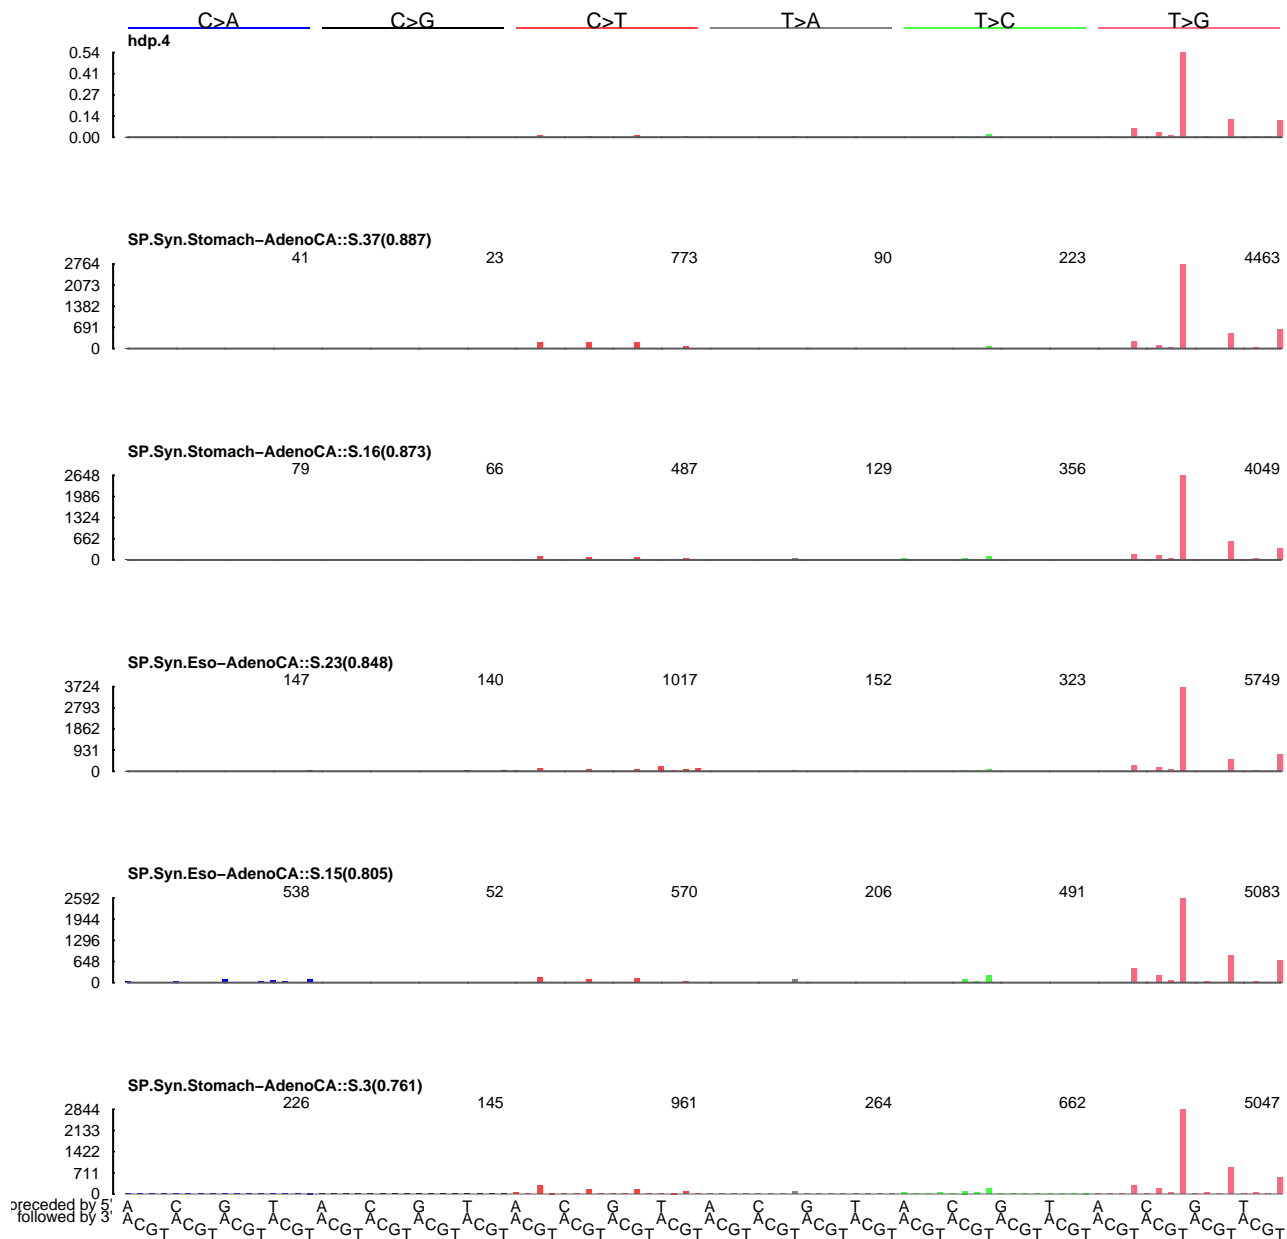 C>A C>G C>T T>A T>C T>G
hdp.4
0.54
0.41
0.27
0.14
0.00
SP.Syn.Stomach−AdenoCA::S.37(0.887)
41 23 773 90 223 4463
2764
2073
1382
691
0
SP.Syn.Stomach−AdenoCA::S.16(0.873)
79 66 487 129 356 4049
2648
1986
1324
662
0
SP.Syn.Eso−AdenoCA::S.23(0.848)
147 140 1017 152 323 5749
3724
2793
1862
931
0
SP.Syn.Eso−AdenoCA::S.15(0.805)
538 52 570 206 491 5083
2592
1944
1296
648
0
SP.Syn.Stomach−AdenoCA::S.3(0.761)
226 145 961 264 662 5047
2844
2133
1422
711
0
preceded by 5' A C G T A C G T A C G T A C G T A C G T A C G T
followed by 3' A C G T A C G T A C G T A C G T A C G T A C G T A C G T A C G T A C G T A C G T A C G T A C G T A C G T A C G T A C G T A C G T A C G T A C G T A C G T A C G T A C G T A C G T A C G T A C G T